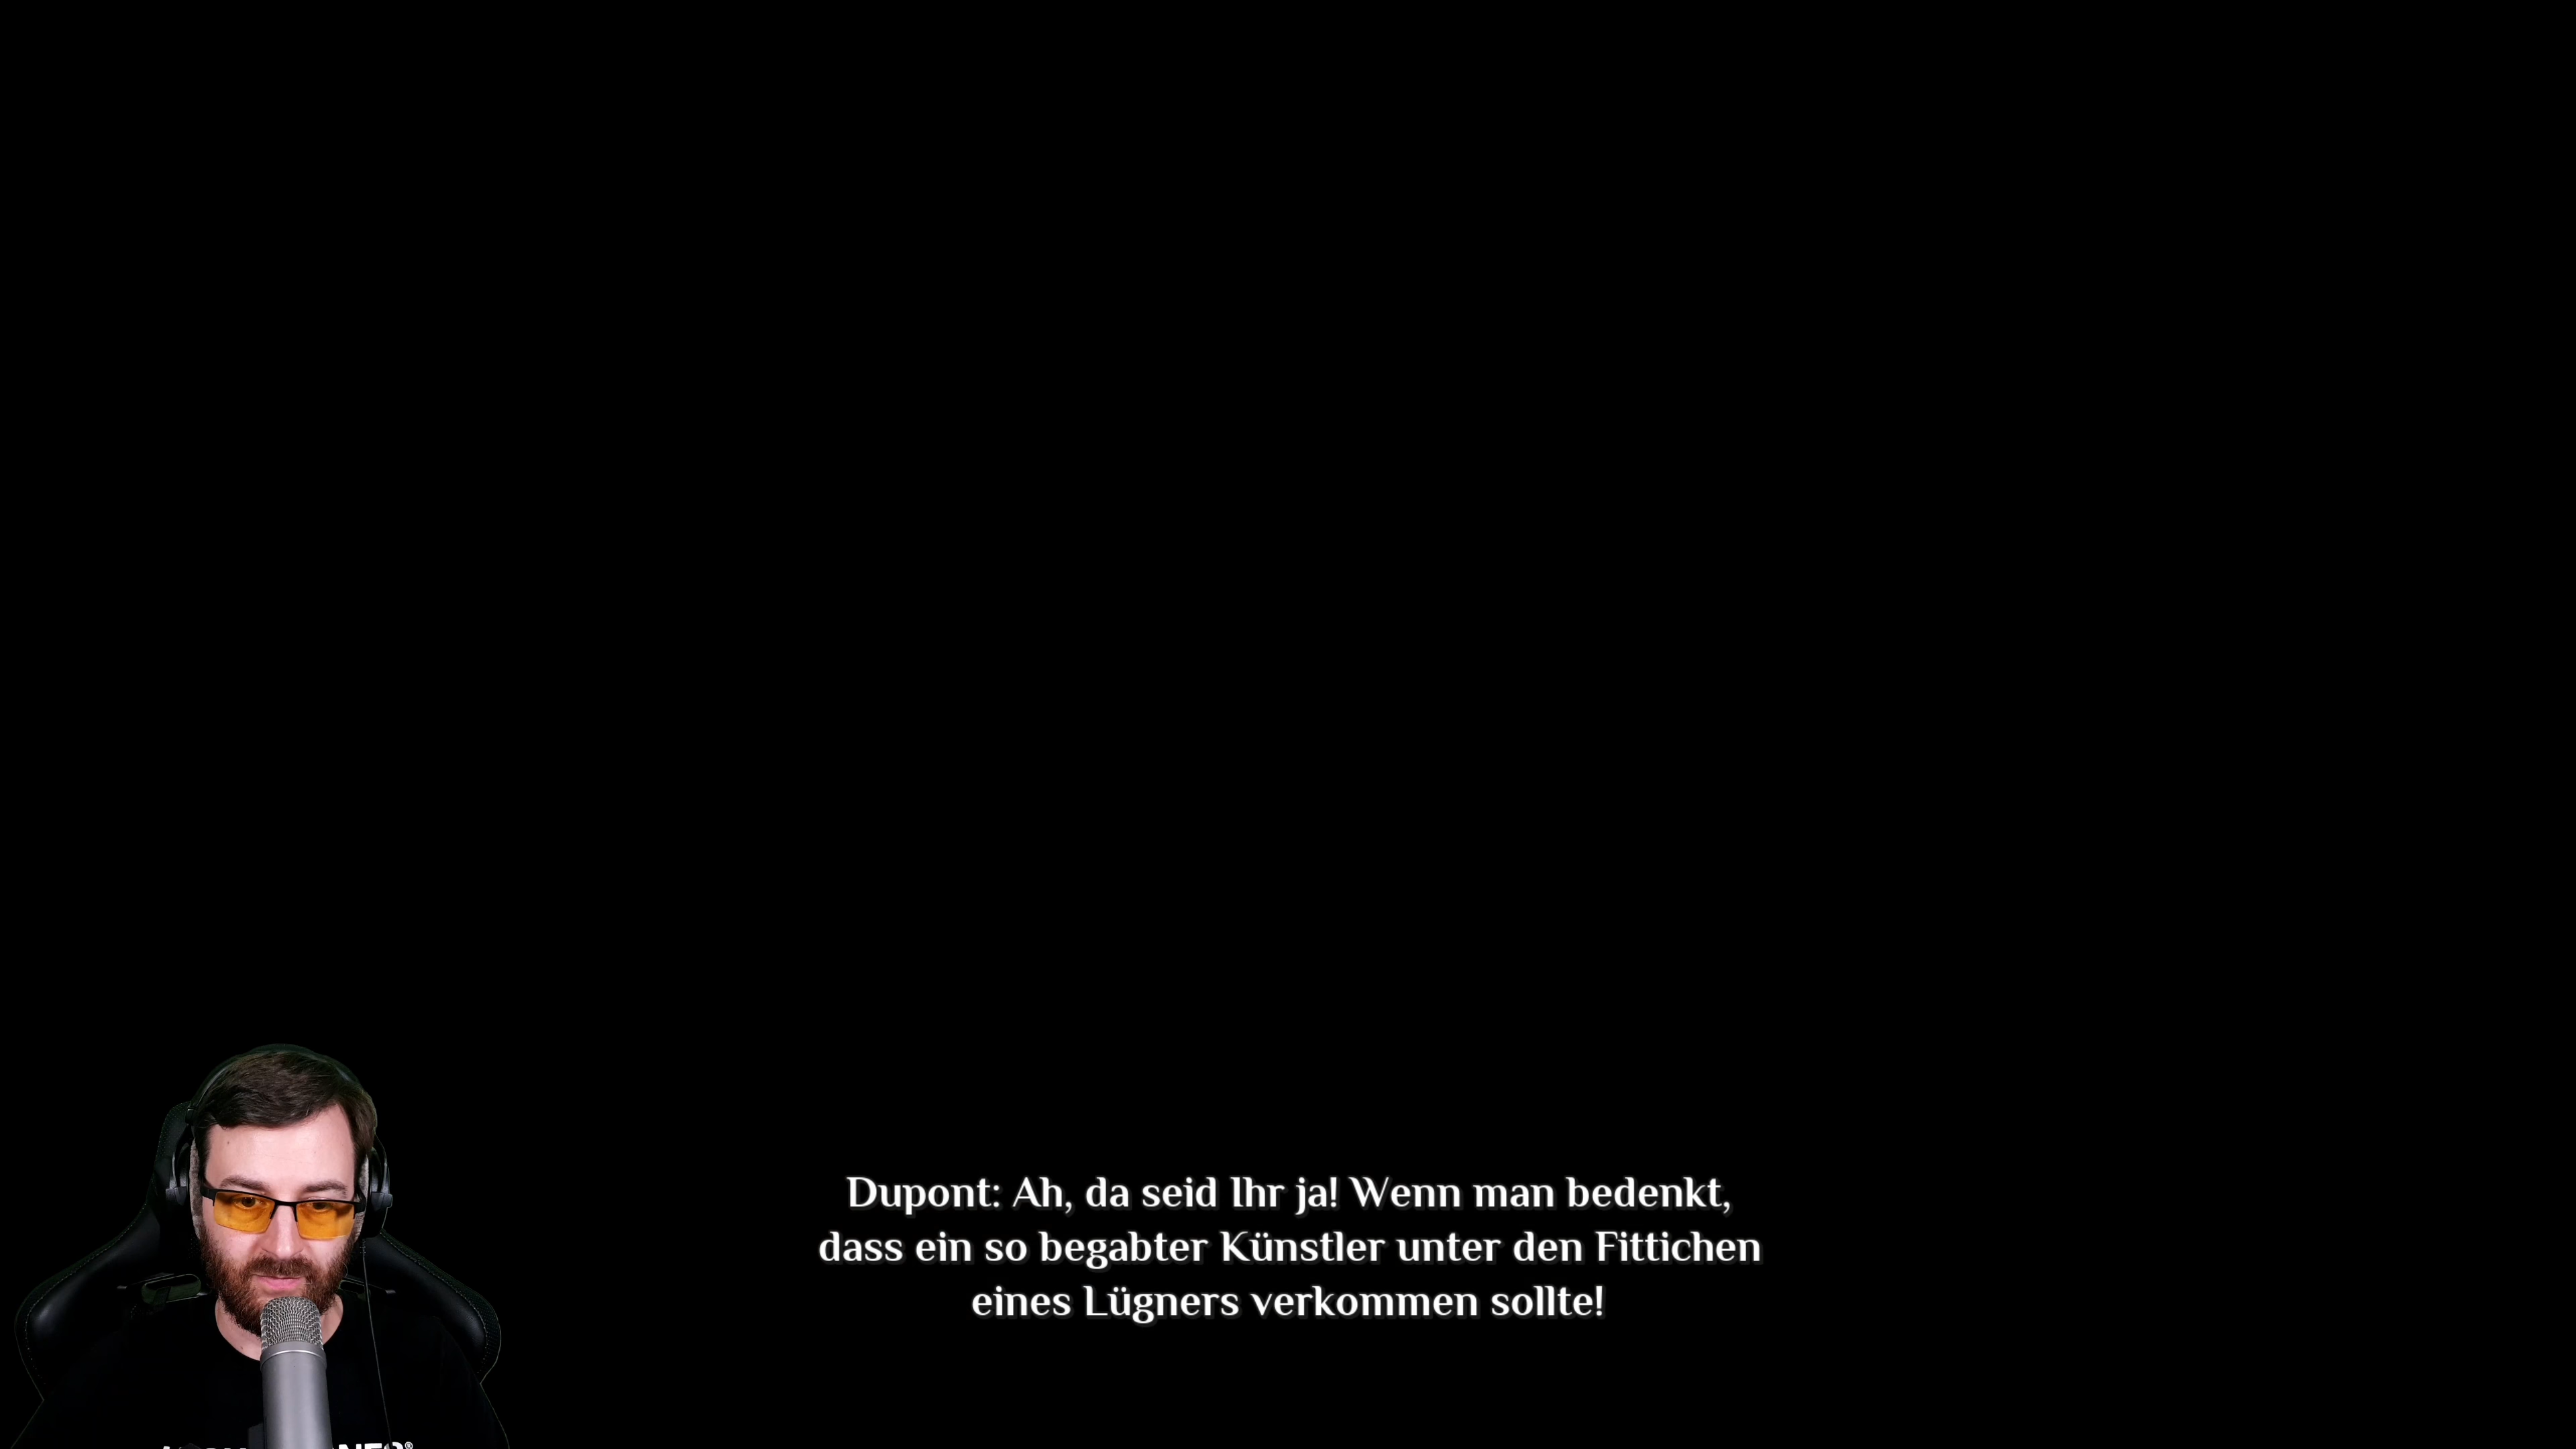 Dupont: Ah, da seid Ihr ja! Wenn man bedenkt,
dass ein so begabter Künstler unter den Fittichen
eines Lügners verkommen sollte!